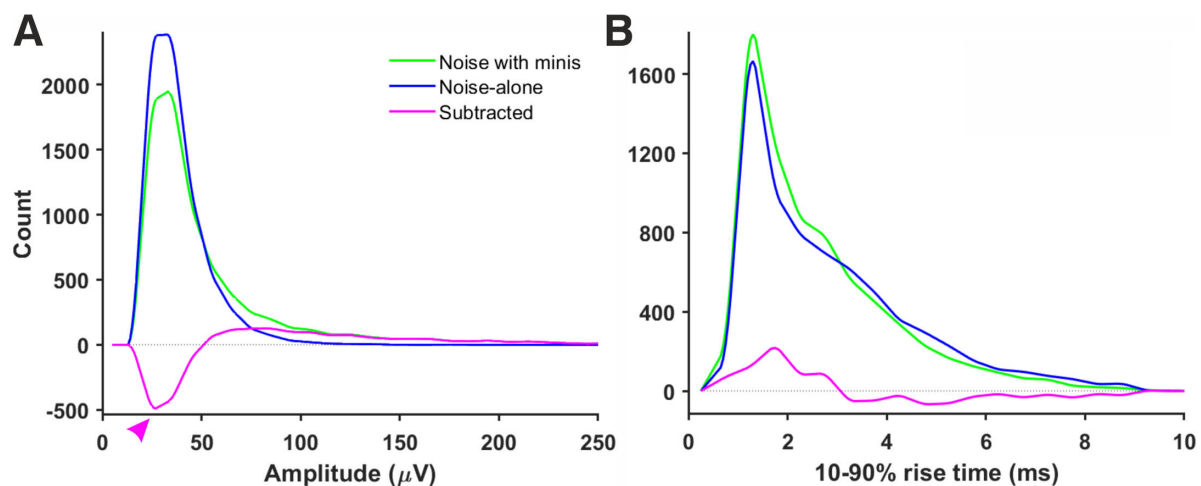 A
B
Count
2000
1500
1000
500
0
-500
Noise with minis
Noise-alone
Subtracted
0 50 100 150 200 250
Amplitude (μV)
1600
1200
800
400
0
0 2 4 6 8 10
10-90% rise time (ms)